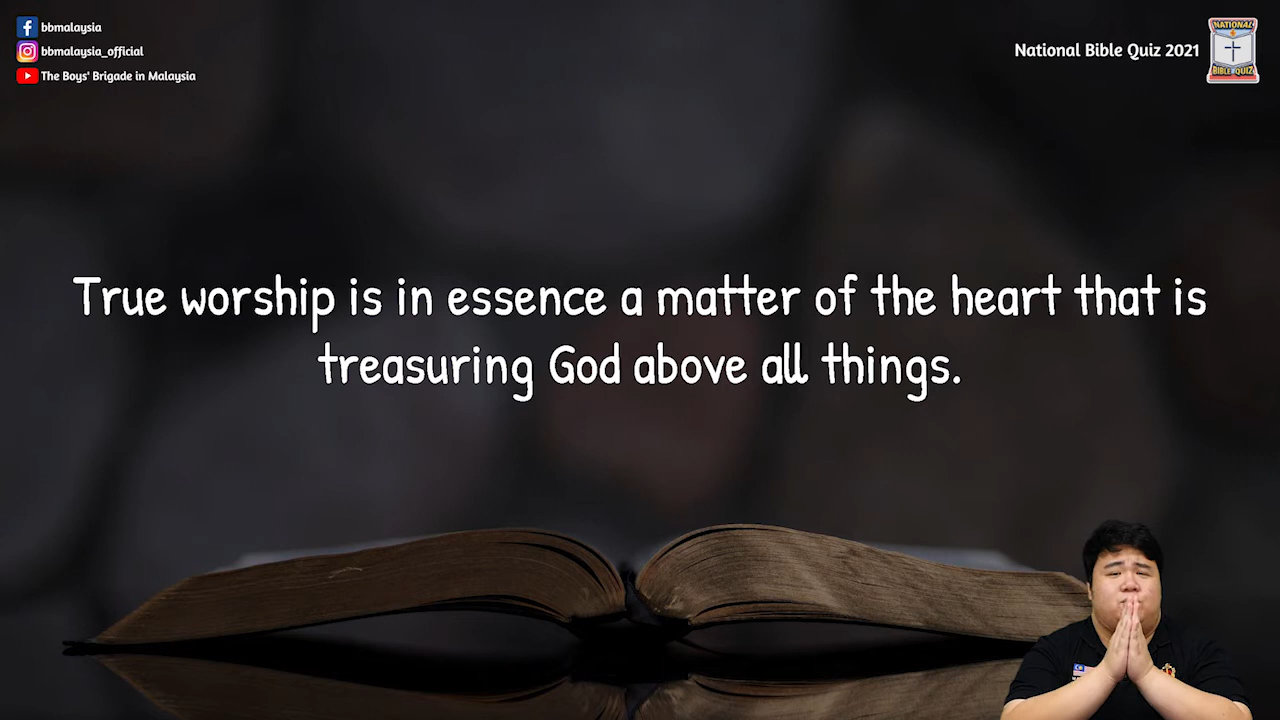 bbmalaysia
bbmalaysia_official
The Boys' Brigade in Malaysia
National Bible Quiz 2021
NATIONAL
BIBLE QUIZ
True worship is in essence a matter of the heart that is
treasuring God above all things.